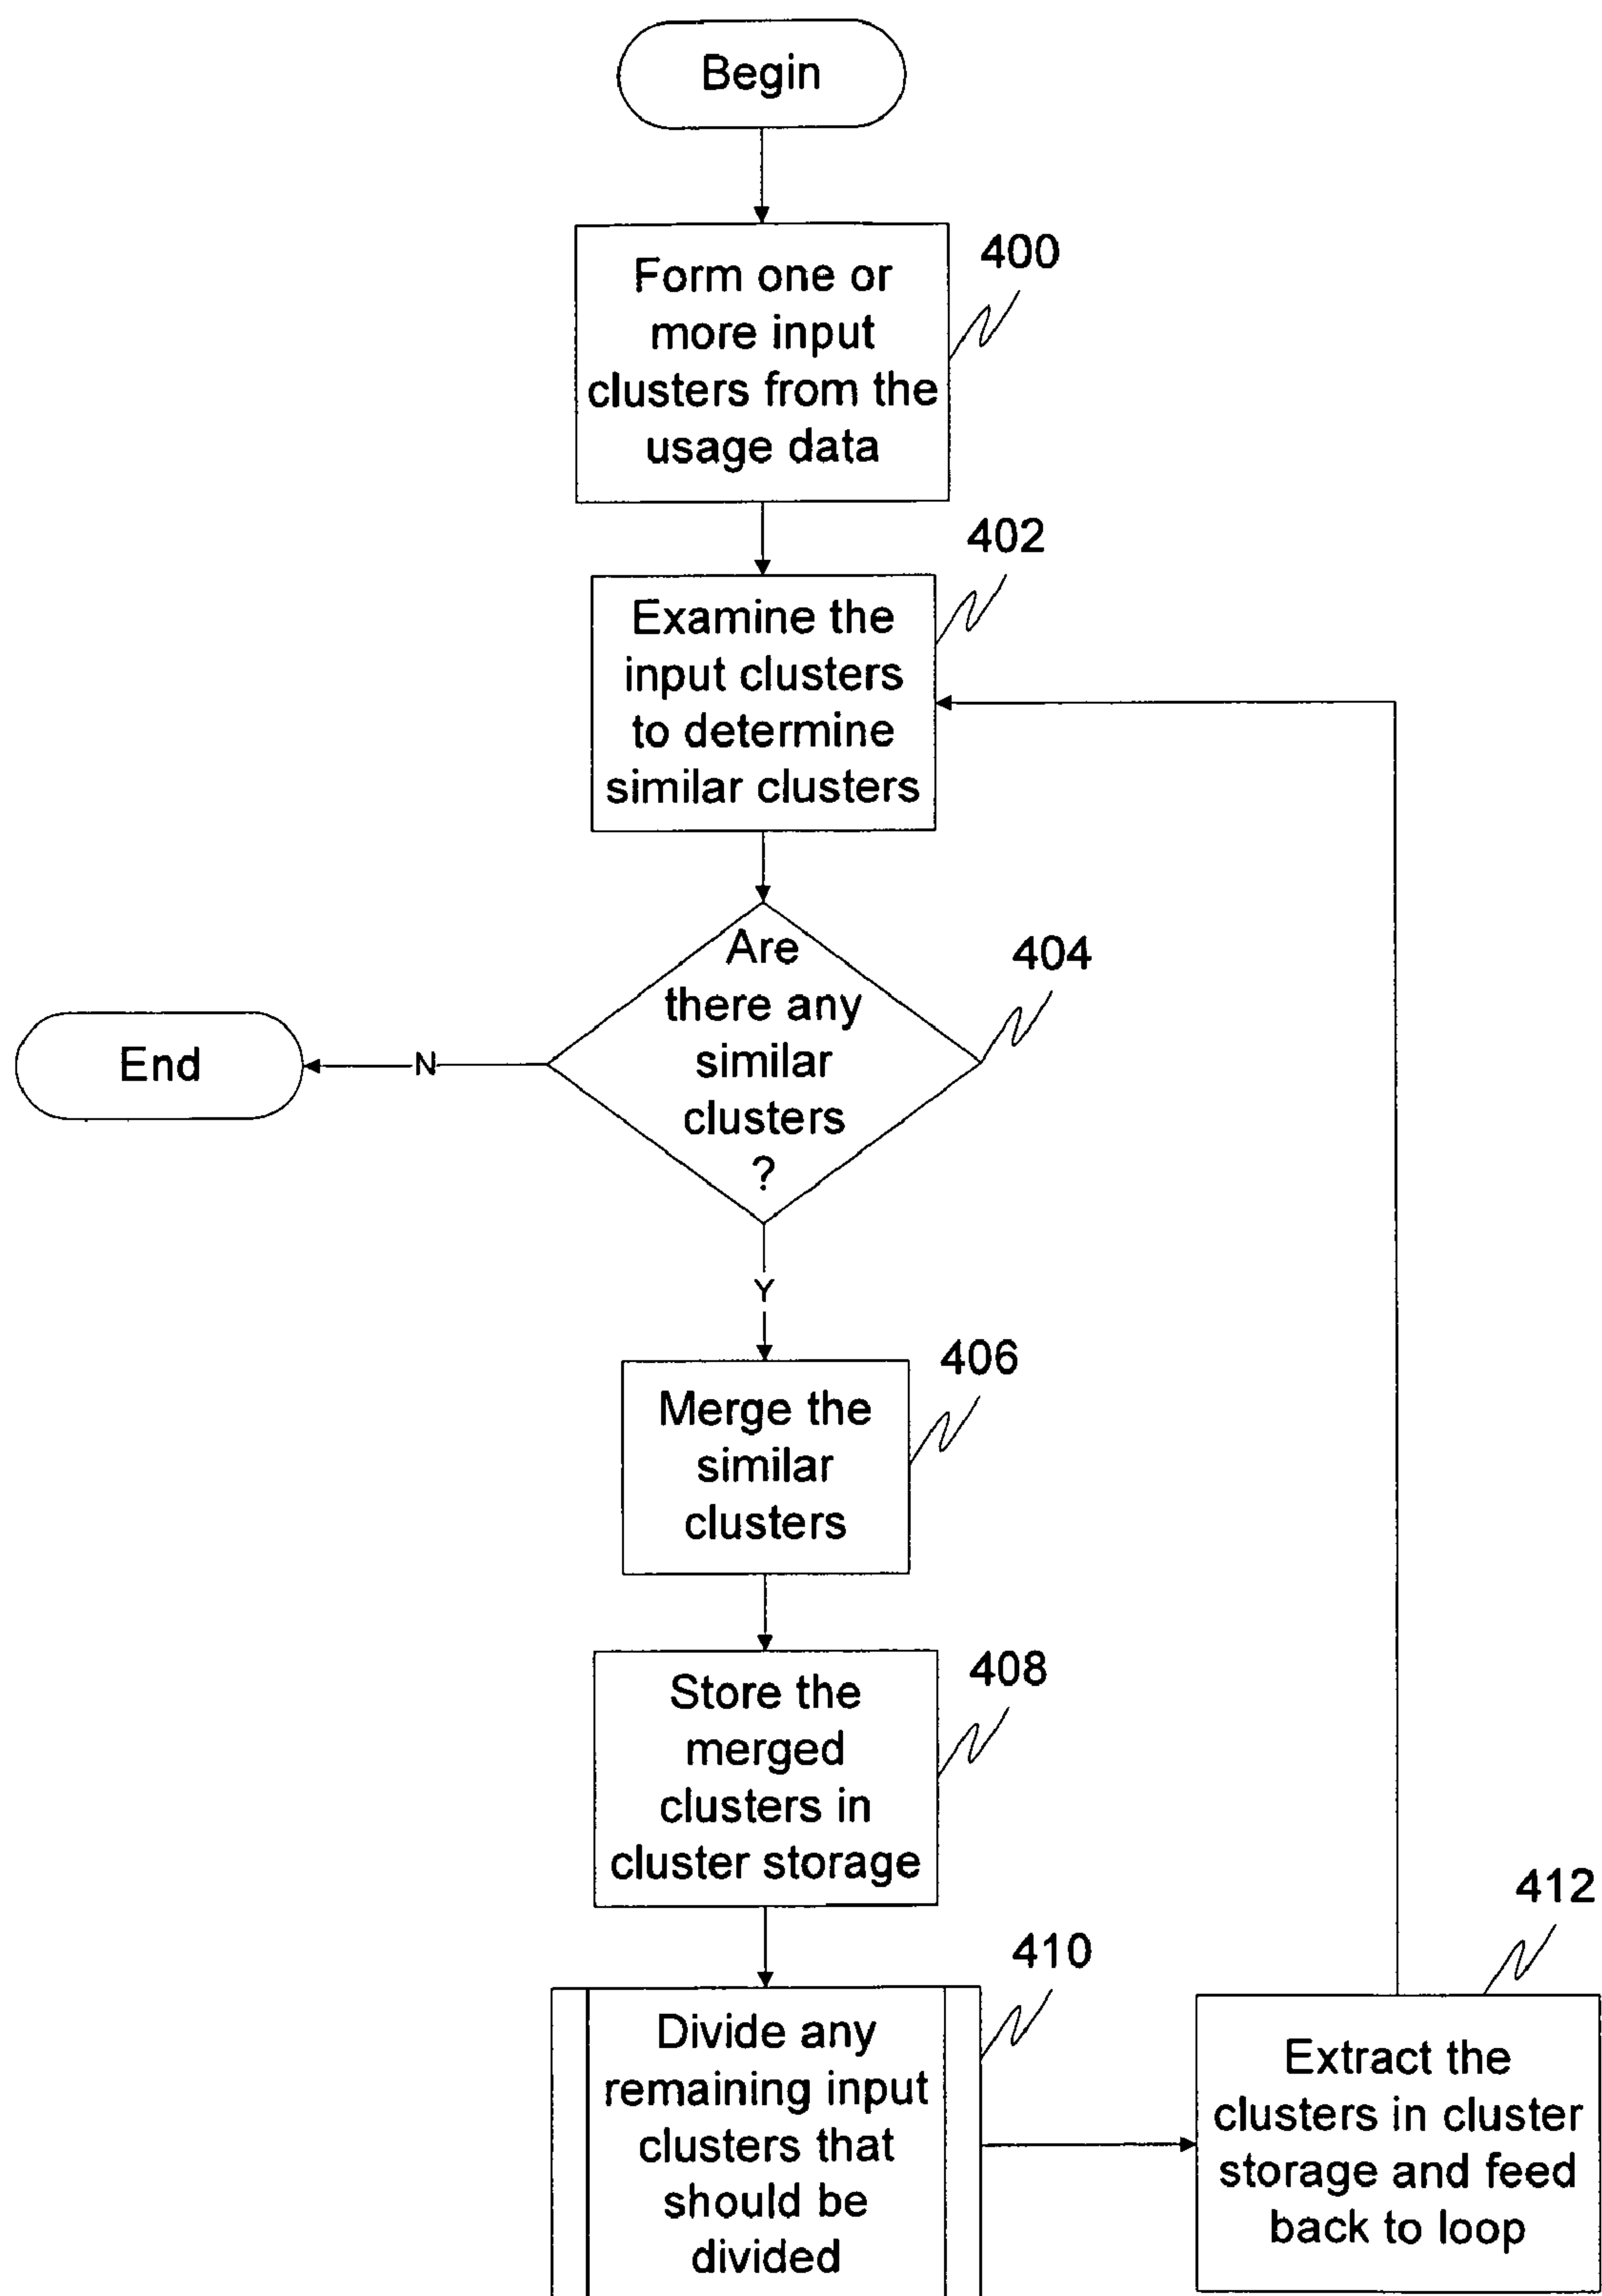 Begin
400
Form one or
more input
clusters from the
usage data
402
Examine the
input clusters
to determine
similar clusters
404
Are
there any
similar
clusters
?
End
N
Y
406
Merge the
similar
clusters
408
Store the
merged
clusters in
cluster storage
410
Divide any
remaining input
clusters that
should be
divided
412
Extract the
clusters in cluster
storage and feed
back to loop